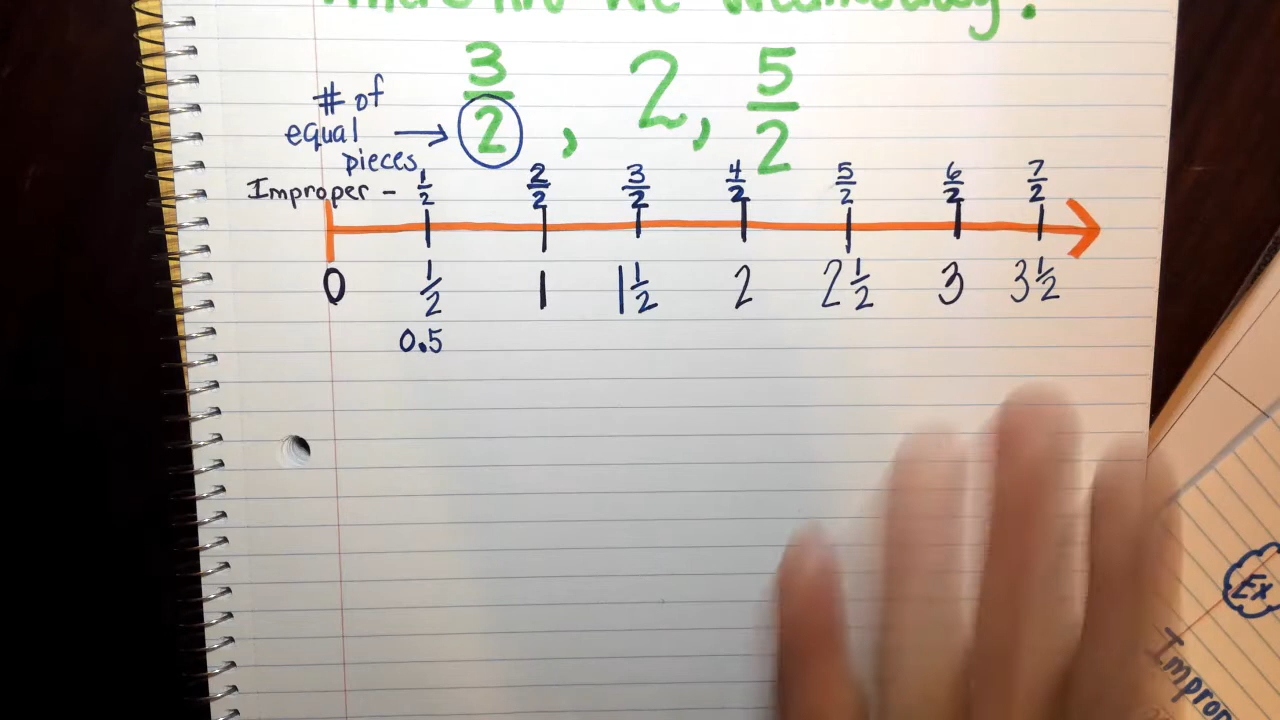 3/2, 2, 5/2
# of
equal →
pieces
Improper - 1/2 2/2 3/2 4/2 5/2 6/2 7/2
0 1/2 1 1 1/2 2 2 1/2 3 3 1/2
0.5
Ex